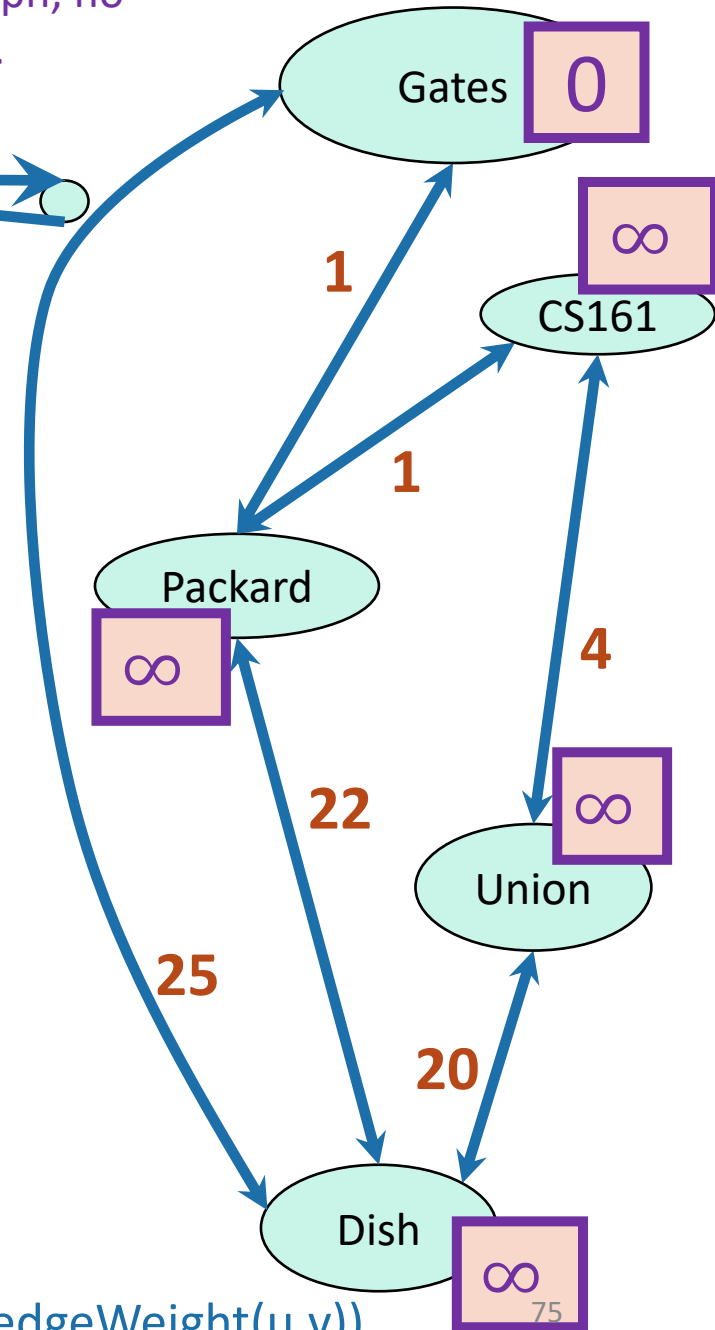 Gates 0
∞
CS161
1
1
Packard
∞
4
22
∞
Union
25
20
Dish
∞
edgeWeight(u,v))
75